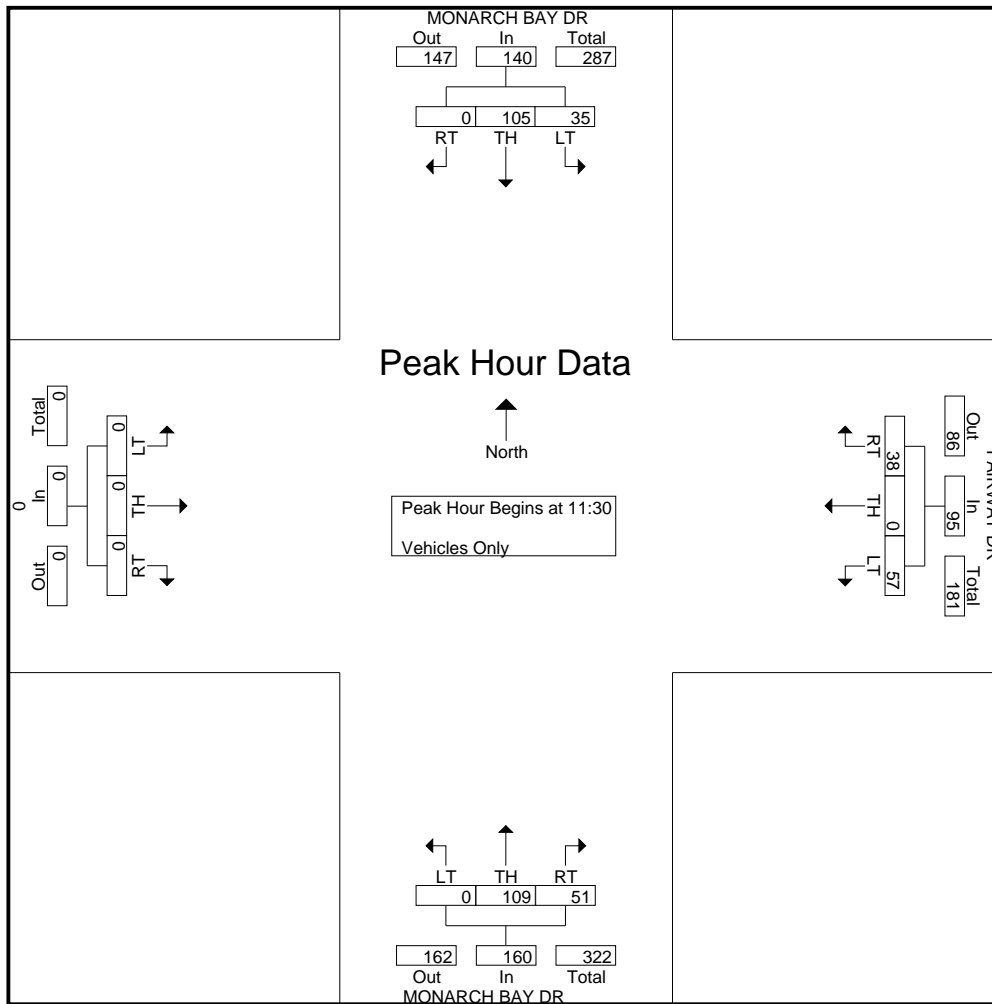 MONARCH BAY DR
Out In Total
147 140 287
0 105 35
RT TH LT
Peak Hour Data
North
Peak Hour Begins at 11:30
Vehicles Only
Total In Out
0 0 0
0
0 0 0
LT TH RT
Out In Total
86 95 181
38 0 57
RT TH LT
DR
LT TH RT
0 109 51
162 160 322
Out In Total
MONARCH BAY DR